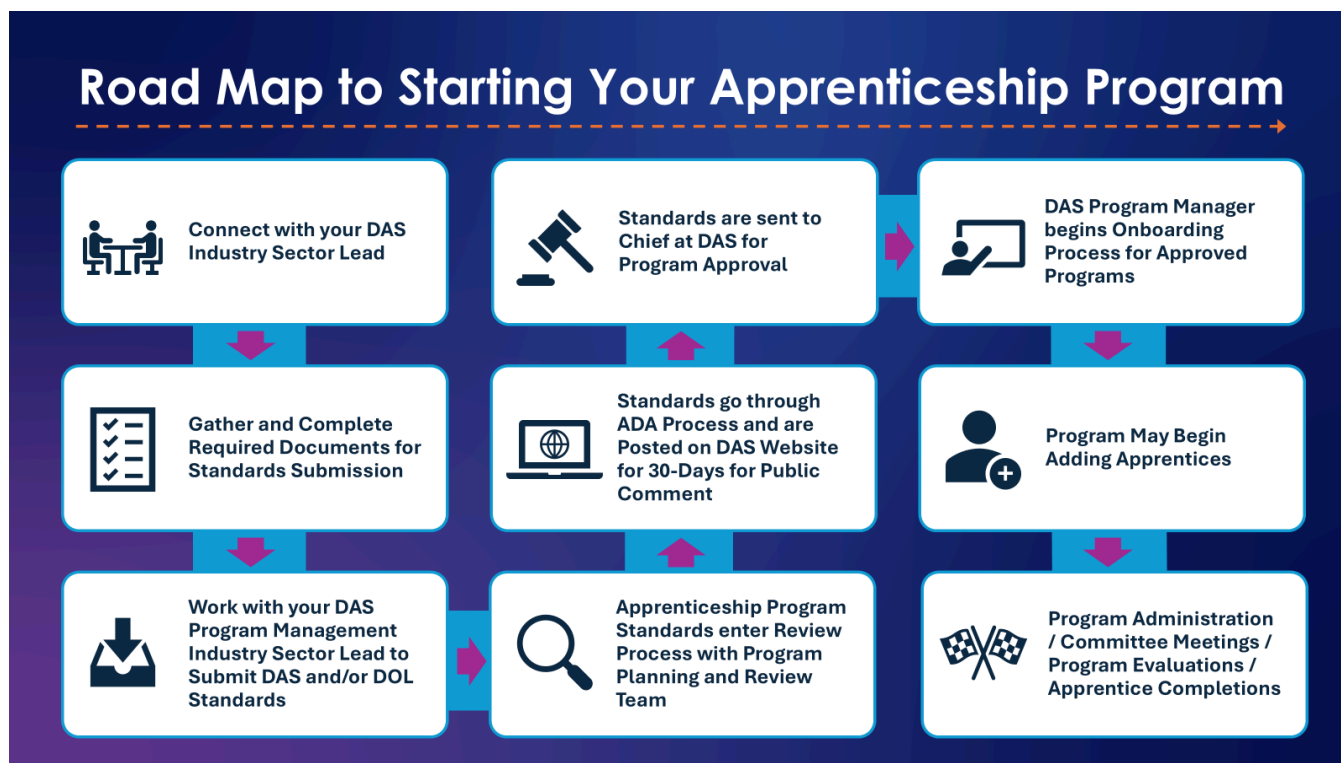 Road Map to Starting Your Apprenticeship Program
Connect with your DAS
Industry Sector Lead
Gather and Complete
Required Documents for
Standards Submission
Work with your DAS
Program Management
Industry Sector Lead to
Submit DAS and/or DOL
Standards
Apprenticeship Program
Standards enter Review
Process with Program
Planning and Review
Team
Standards go through
ADA Process and are
Posted on DAS Website
for 30-Days for Public
Comment
Standards are sent to
Chief at DAS for
Program Approval
DAS Program Manager
begins Onboarding
Process for Approved
Programs
Program May Begin
Adding Apprentices
Program Administration
/ Committee Meetings /
Program Evaluations /
Apprentice Completions